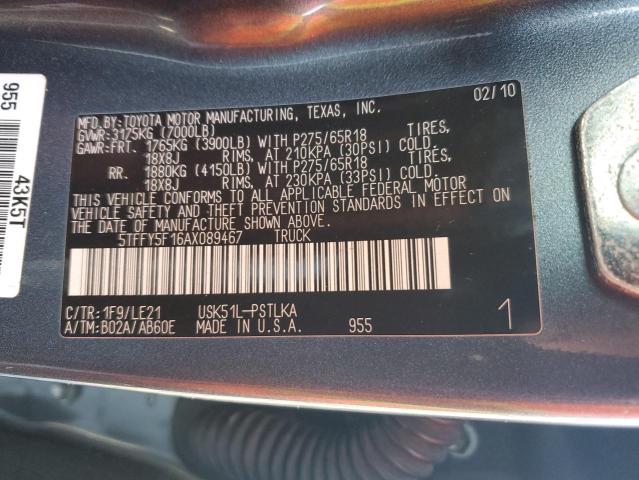 MFD.BY:TOYOTA MOTOR MANUFACTURING, TEXAS, INC. 02/10
GVWR:3175KG (7000LB)
GAWR:FRT. 1765KG (3900LB) WITH P275/65R18 TIRES,
18X8J RIMS, AT 210KPA (30PSI) COLD.
RR. 1880KG (4150LB) WITH P275/65R18 TIRES,
18X8J RIMS, AT 230KPA (33PSI) COLD.
THIS VEHICLE CONFORMS TO ALL APPLICABLE FEDERAL MOTOR
VEHICLE SAFETY AND THEFT PREVENTION STANDARDS IN EFFECT ON
THE DATE OF MANUFACTURE SHOWN ABOVE.
5TFFY5F16AX089467 TRUCK
C/TR:1F9/LE21 USK51L-PSTLKA
A/TM:B02A/AB60E MADE IN U.S.A. 955 1
955
43K5T